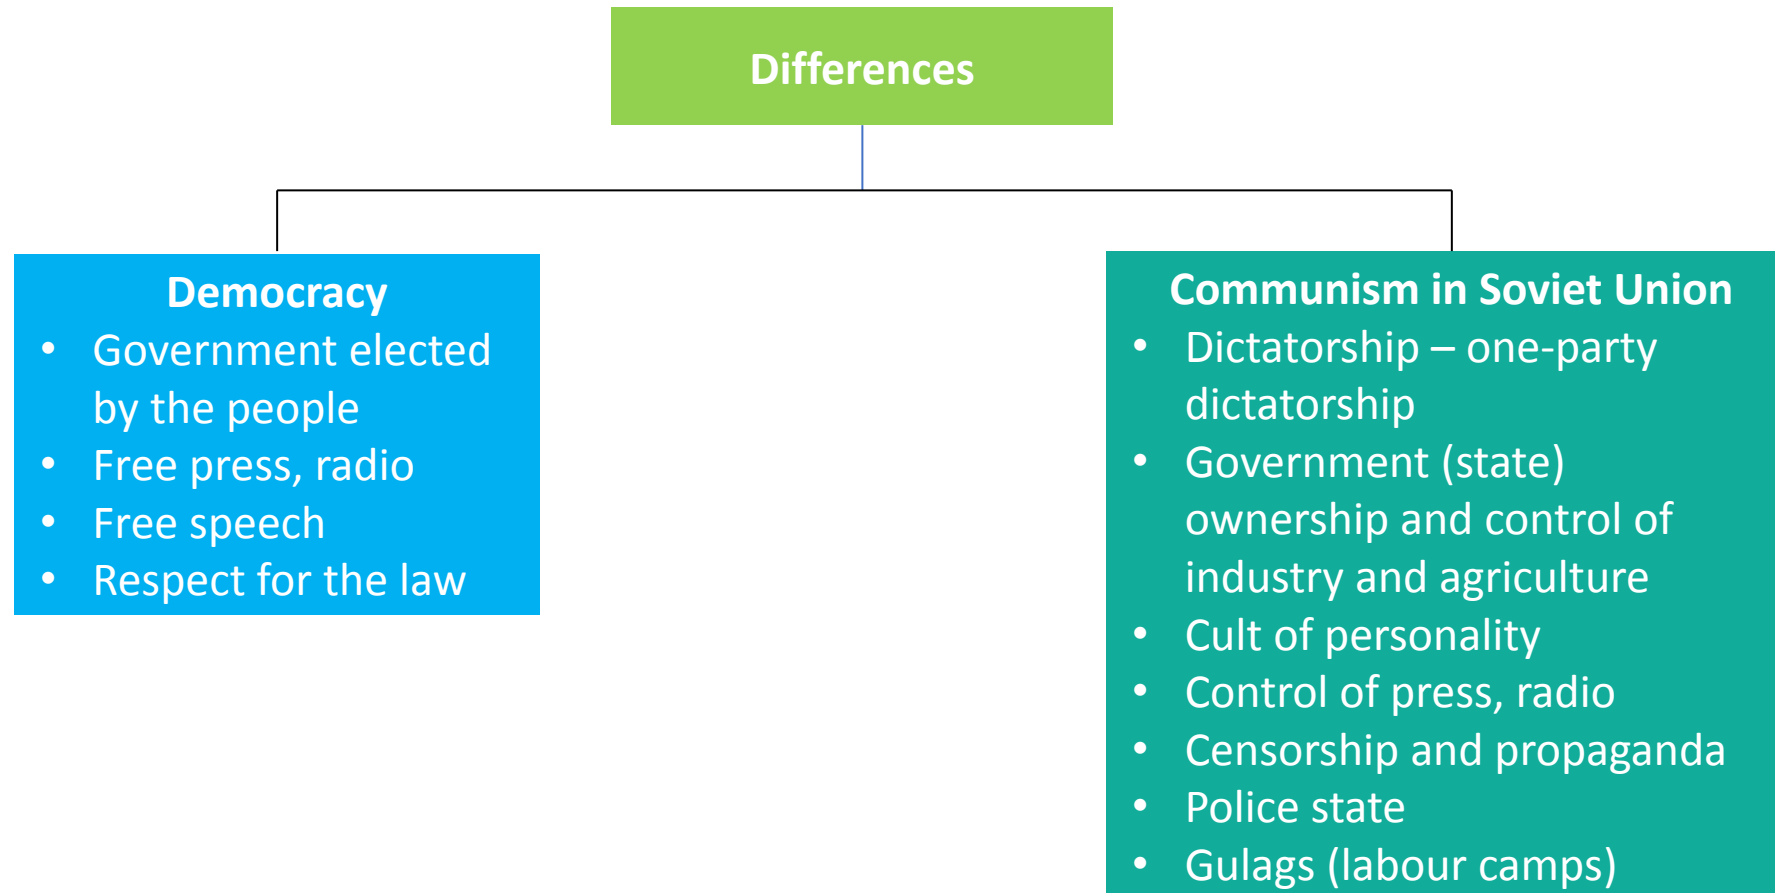 Differences
Democracy
• Government elected
by the people
• Free press, radio
• Free speech
• Respect for the law
Communism in Soviet Union
• Dictatorship – one-party
dictatorship
• Government (state)
ownership and control of
industry and agriculture
• Cult of personality
• Control of press, radio
• Censorship and propaganda
• Police state
• Gulags (labour camps)